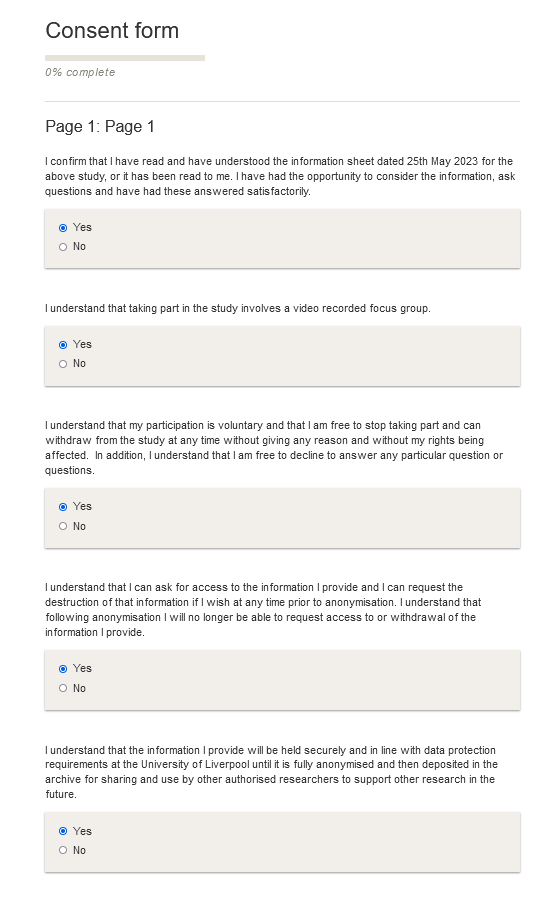 Consent form
0% complete
Page 1: Page 1
I confirm that I have read and have understood the information sheet dated 25th May 2023 for the
above study, or it has been read to me. I have had the opportunity to consider the information, ask
questions and have had these answered satisfactorily.
Yes
No
I understand that taking part in the study involves a video recorded focus group.
Yes
No
I understand that my participation is voluntary and that I am free to stop taking part and can
withdraw from the study at any time without giving any reason and without my rights being
affected.  In addition, I understand that I am free to decline to answer any particular question or
questions.
Yes
No
I understand that I can ask for access to the information I provide and I can request the
destruction of that information if I wish at any time prior to anonymisation. I understand that
following anonymisation I will no longer be able to request access to or withdrawal of the
information I provide.
Yes
No
I understand that the information I provide will be held securely and in line with data protection
requirements at the University of Liverpool until it is fully anonymised and then deposited in the
archive for sharing and use by other authorised researchers to support other research in the
future.
Yes
No